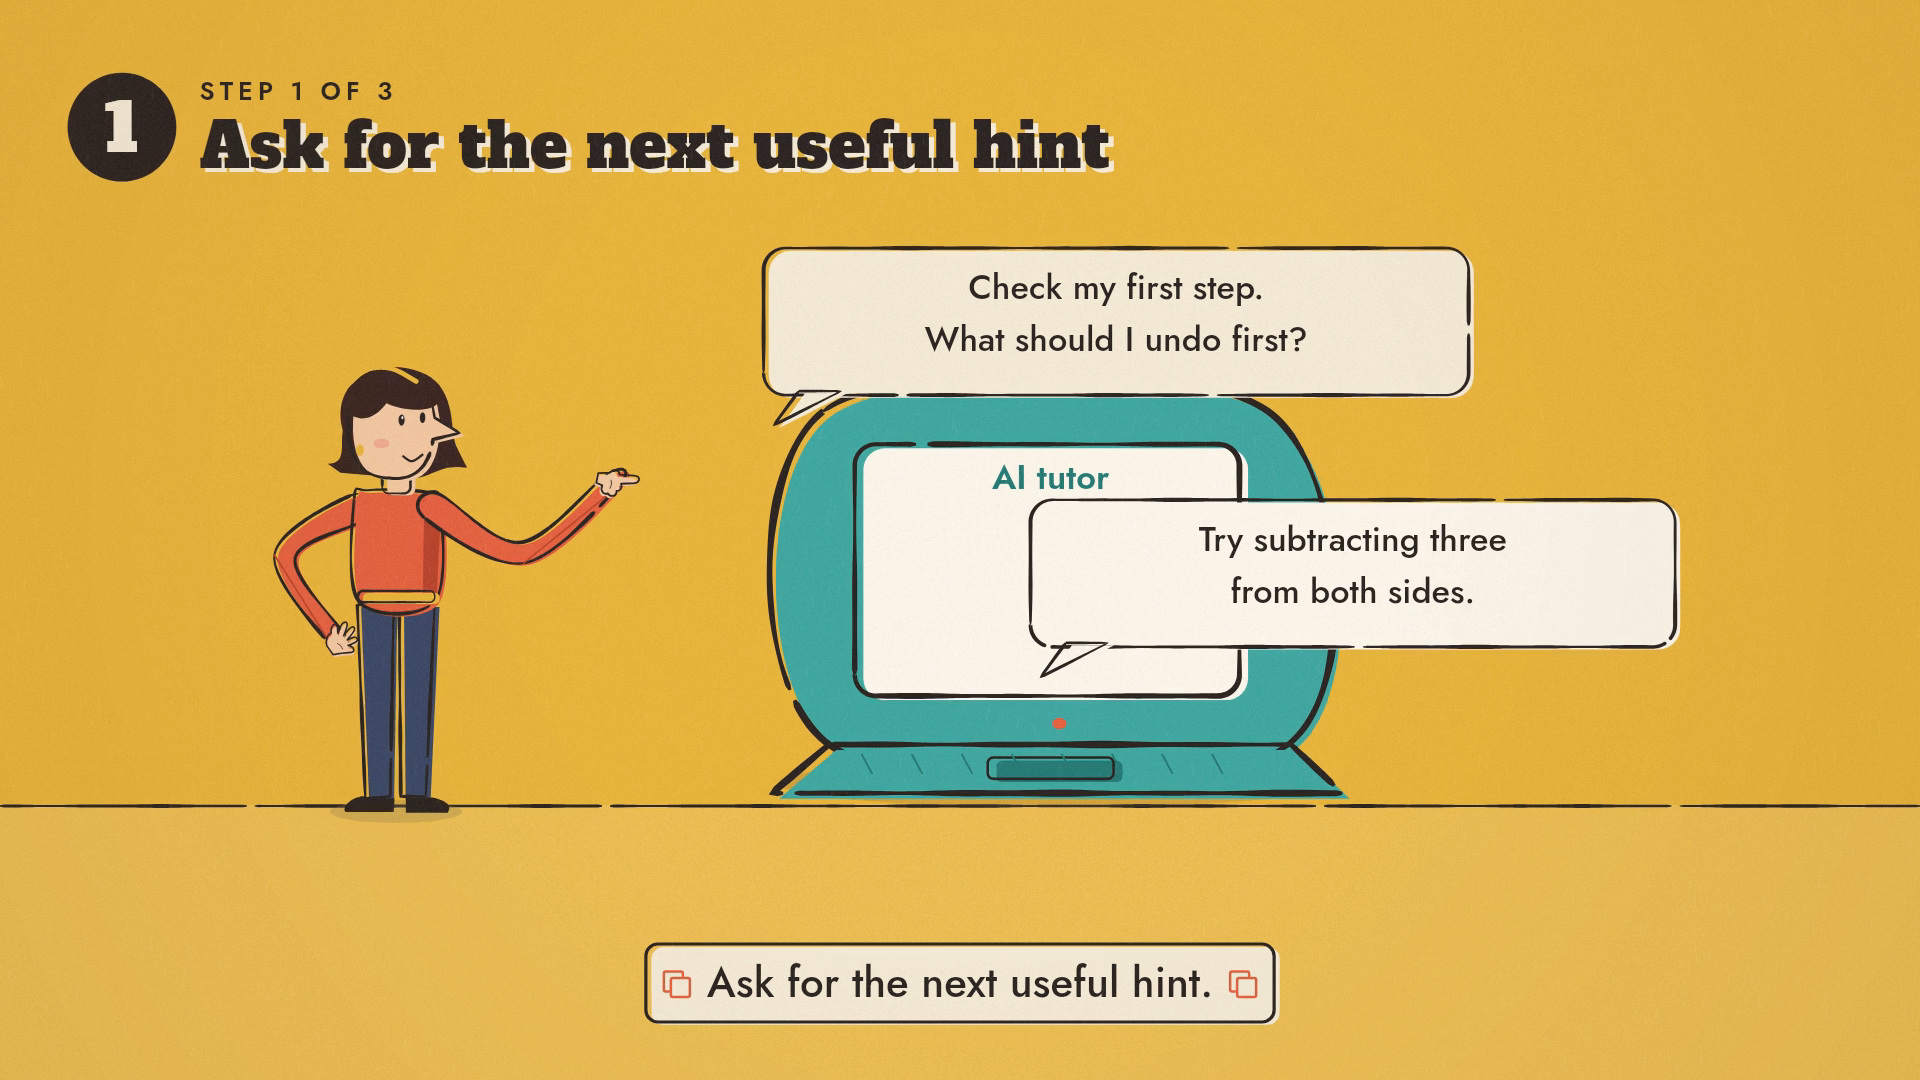 1
STEP 1 OF 3
Ask for the next useful hint
Check my first step.
What should I undo first?
AI tutor
Try subtracting three
from both sides.
Ask for the next useful hint.